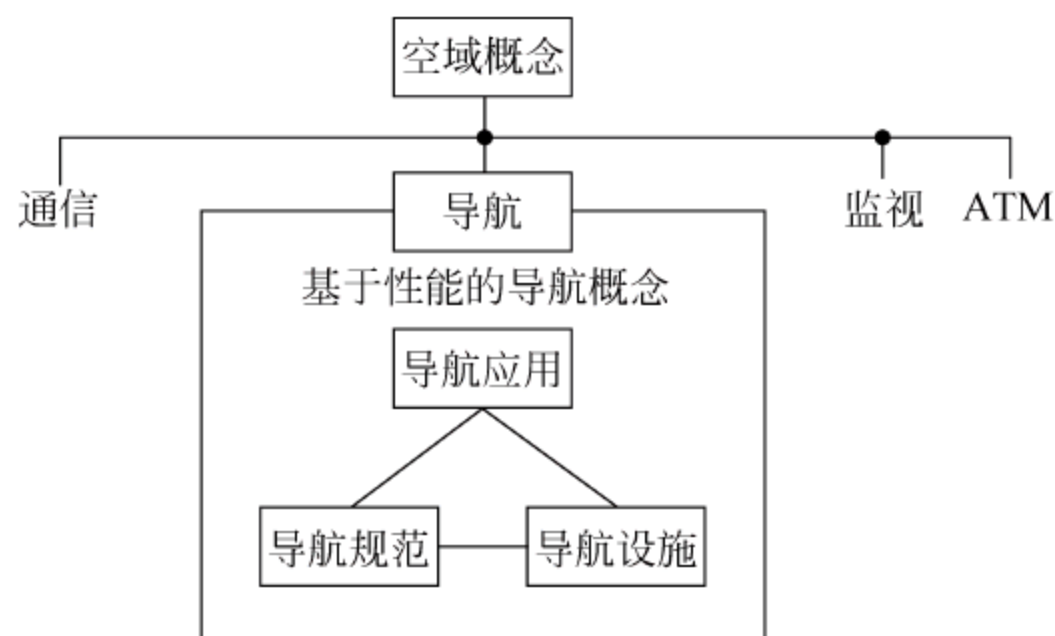 空域概念
通信
导航
监视
ATM
基于性能的导航概念
导航应用
导航规范
导航设施